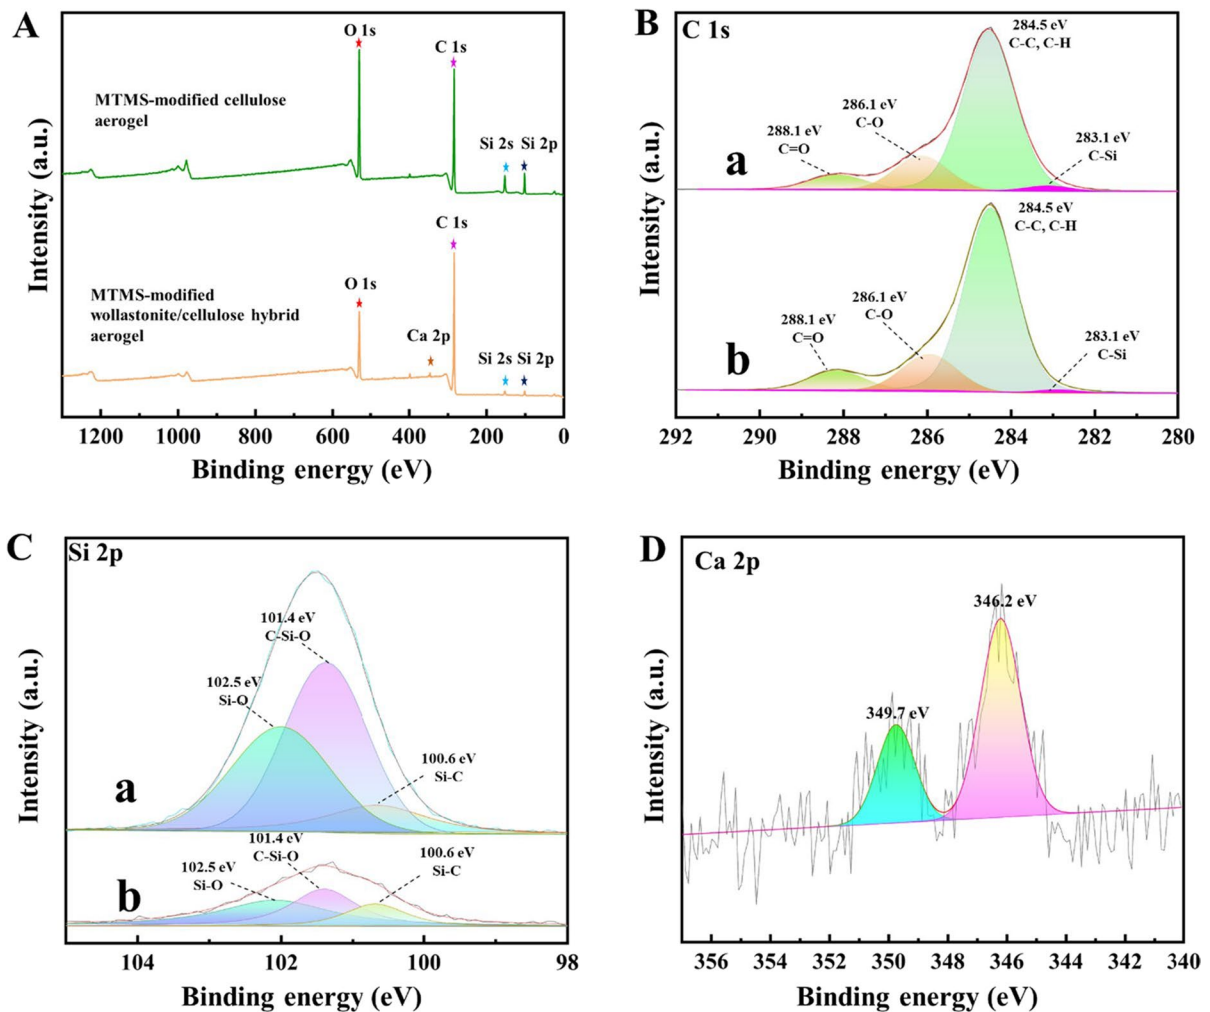 A
O 1s
C 1s
MTMS-modified cellulose
aerogel
Si 2s
Si 2p
C 1s
O 1s
MTMS-modified
wollastonite/cellulose hybrid
aerogel
Ca 2p
Si 2s
Si 2p
Intensity (a.u.)
1200 1000 800 600 400 200 0
Binding energy (eV)
B
C 1s
284.5 eV
C-C, C-H
286.1 eV
C-O
288.1 eV
C=O
283.1 eV
C-Si
a
284.5 eV
C-C, C-H
286.1 eV
C-O
288.1 eV
C=O
283.1 eV
C-Si
b
Intensity (a.u.)
292 290 288 286 284 282 280
Binding energy (eV)
C
Si 2p
101.4 eV
C-Si-O
102.5 eV
Si-O
100.6 eV
Si-C
a
101.4 eV
C-Si-O
102.5 eV
Si-O
100.6 eV
Si-C
b
Intensity (a.u.)
104 102 100 98
Binding energy (eV)
D
Ca 2p
346.2 eV
349.7 eV
Intensity (a.u.)
356 354 352 350 348 346 344 342 340
Binding energy (eV)